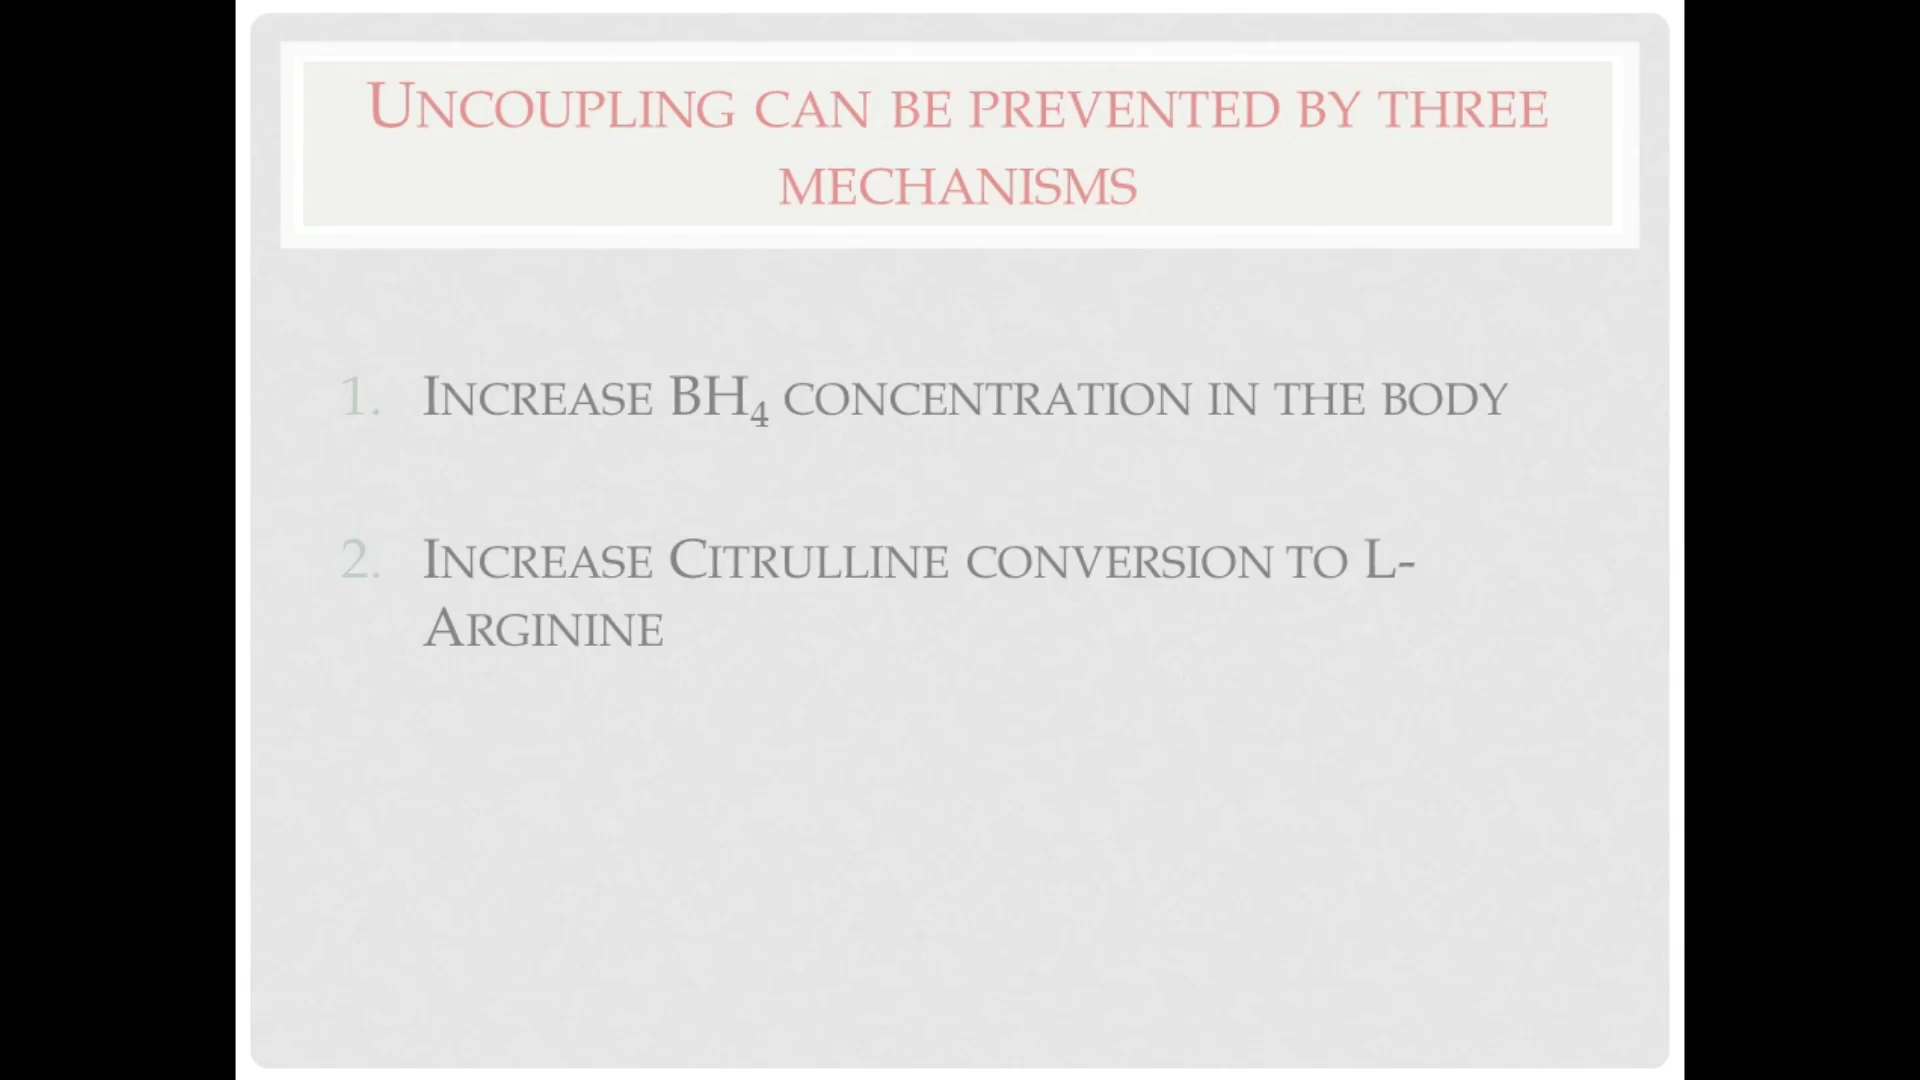 Uncoupling can be prevented by three
mechanisms
1. Increase BH₄ concentration in the body
2. Increase Citrulline conversion to L-
Arginine